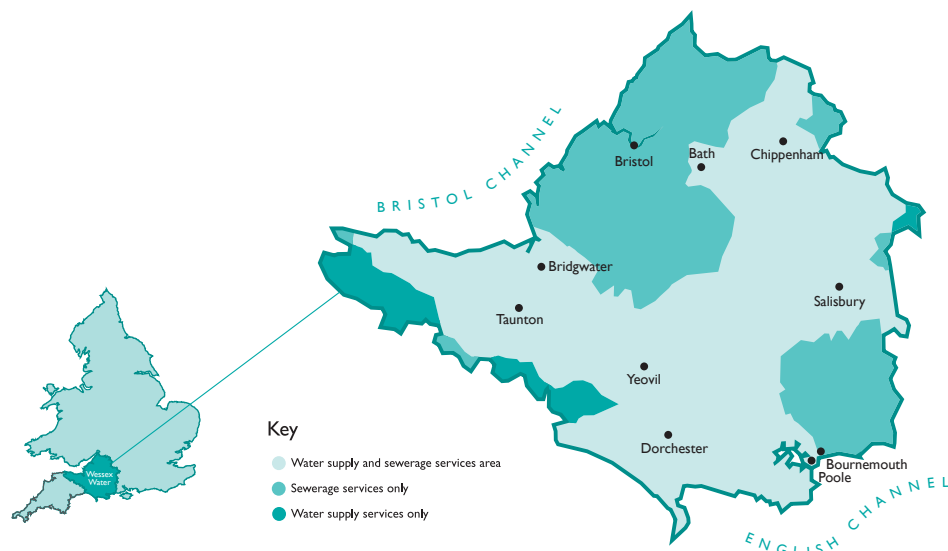 BRISTOL CHANNEL
Bristol
Bath
Chippenham
Bridgwater
Taunton
Salisbury
Yeovil
Dorchester
Bournemouth
Poole
ENGLISH CHANNEL
Wessex
Water
Key
Water supply and sewerage services area
Sewerage services only
Water supply services only